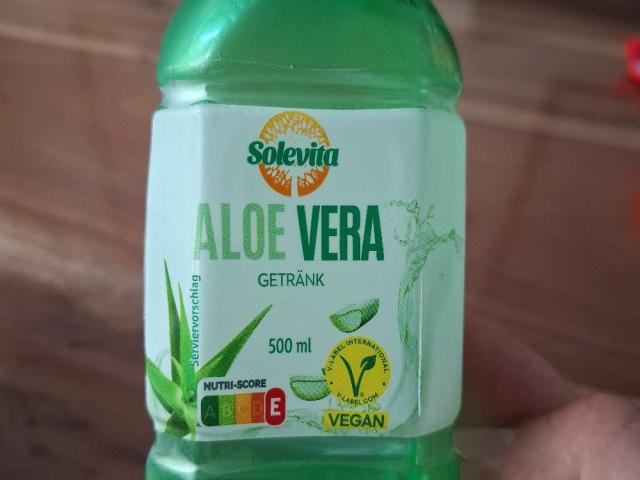 Solevita
ALOE VERA
GETRÄNK
Serviervorschlag
500 ml
V-LABEL INTERNATIONAL
V-LABEL.COM
VEGAN
NUTRI-SCORE
A B C D E